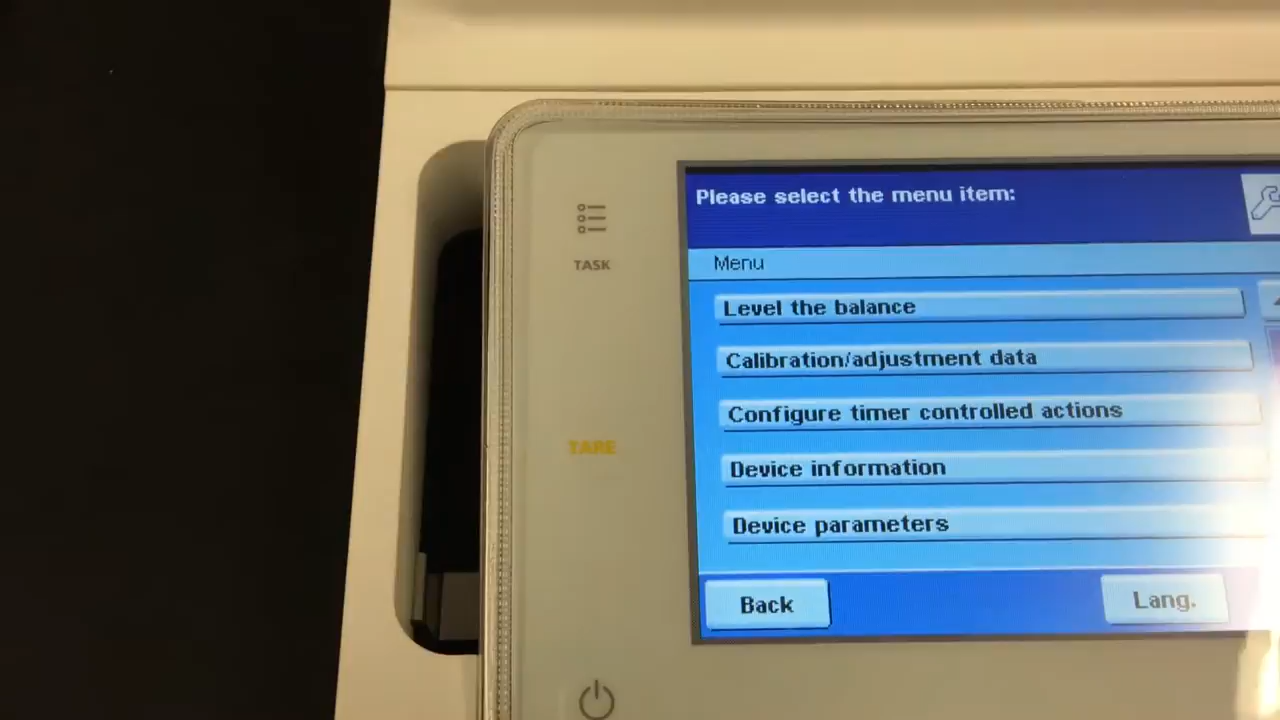 Please select the menu item:
TASK
Menu
Level the balance
Calibration/adjustment data
Configure timer controlled actions
TARE
Device information
Device parameters
Back
Lang.